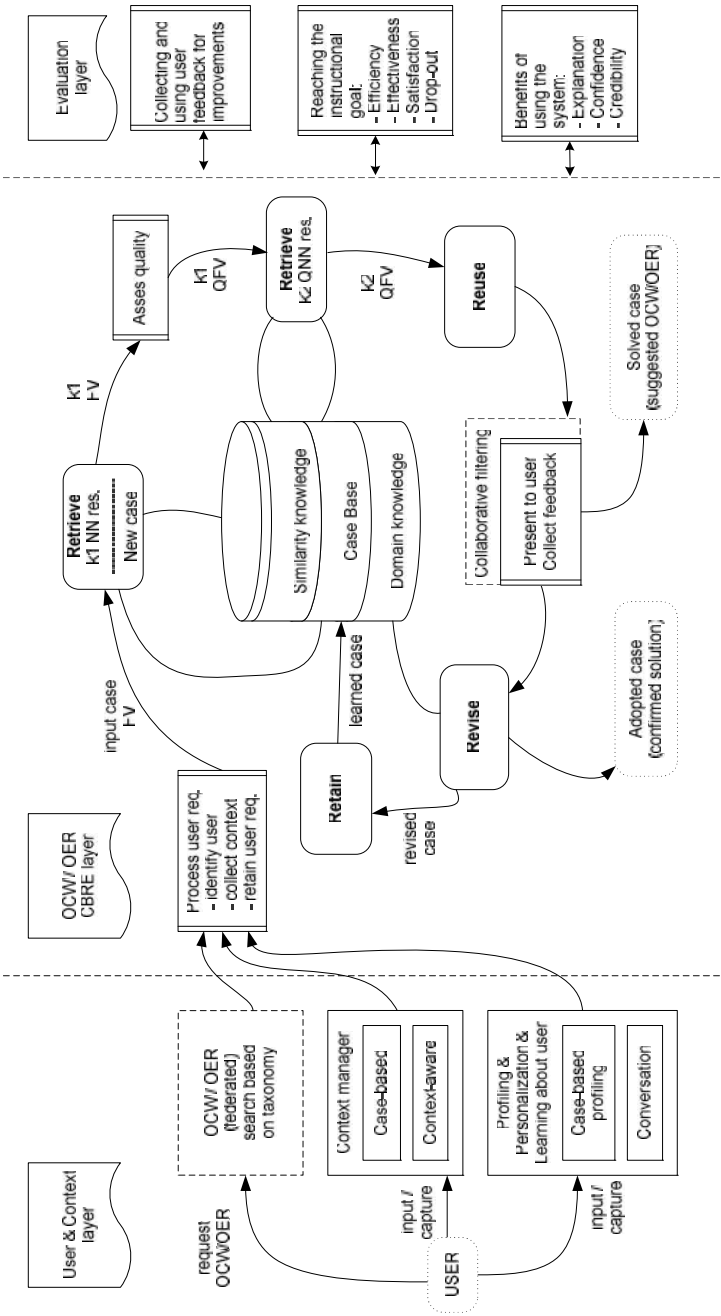 User & Context
layer
request
OCW/OER
USER
input /
capture
input /
capture
OCW / OER
(federated)
search based
on taxonomy
Context manager
Case-based
Context-aware
Profiling &
Personalization &
Learning about user
Case-based
profiling
Conversation
OCW / OER
CBRE layer
Process user req.
- identify user
- collect context
- retain user req.
input case
FV
Retrieve
k1 NN res.
New case
k1
FV
Asses quality
k1
QFV
Retrieve
k2 QNN res.
k2
QFV
Reuse
Similarity knowledge
Case Base
Domain knowledge
Collaborative filtering
Present to user
Collect feedback
Solved case
(suggested OCW/OER)
Revise
Adopted case
(confirmed solution)
revised
case
Retain
learned case
Evaluation
layer
Collecting and
using user
feedback for
improvements
Reaching the
instructional
goal:
- Efficiency
- Effectiveness
- Satisfaction
- Drop-out
Benefits of
using the
system:
- Explanation
- Confidence
- Credibility